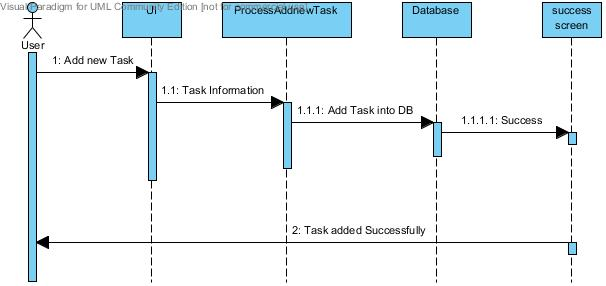 Visual Paradigm for UML Community Edition [not for commercial use]
UI
ProcessAddnewTask
Database
success
screen
User
1: Add new Task
1.1: Task Information
1.1.1: Add Task into DB
1.1.1.1: Success
2: Task added Successfully